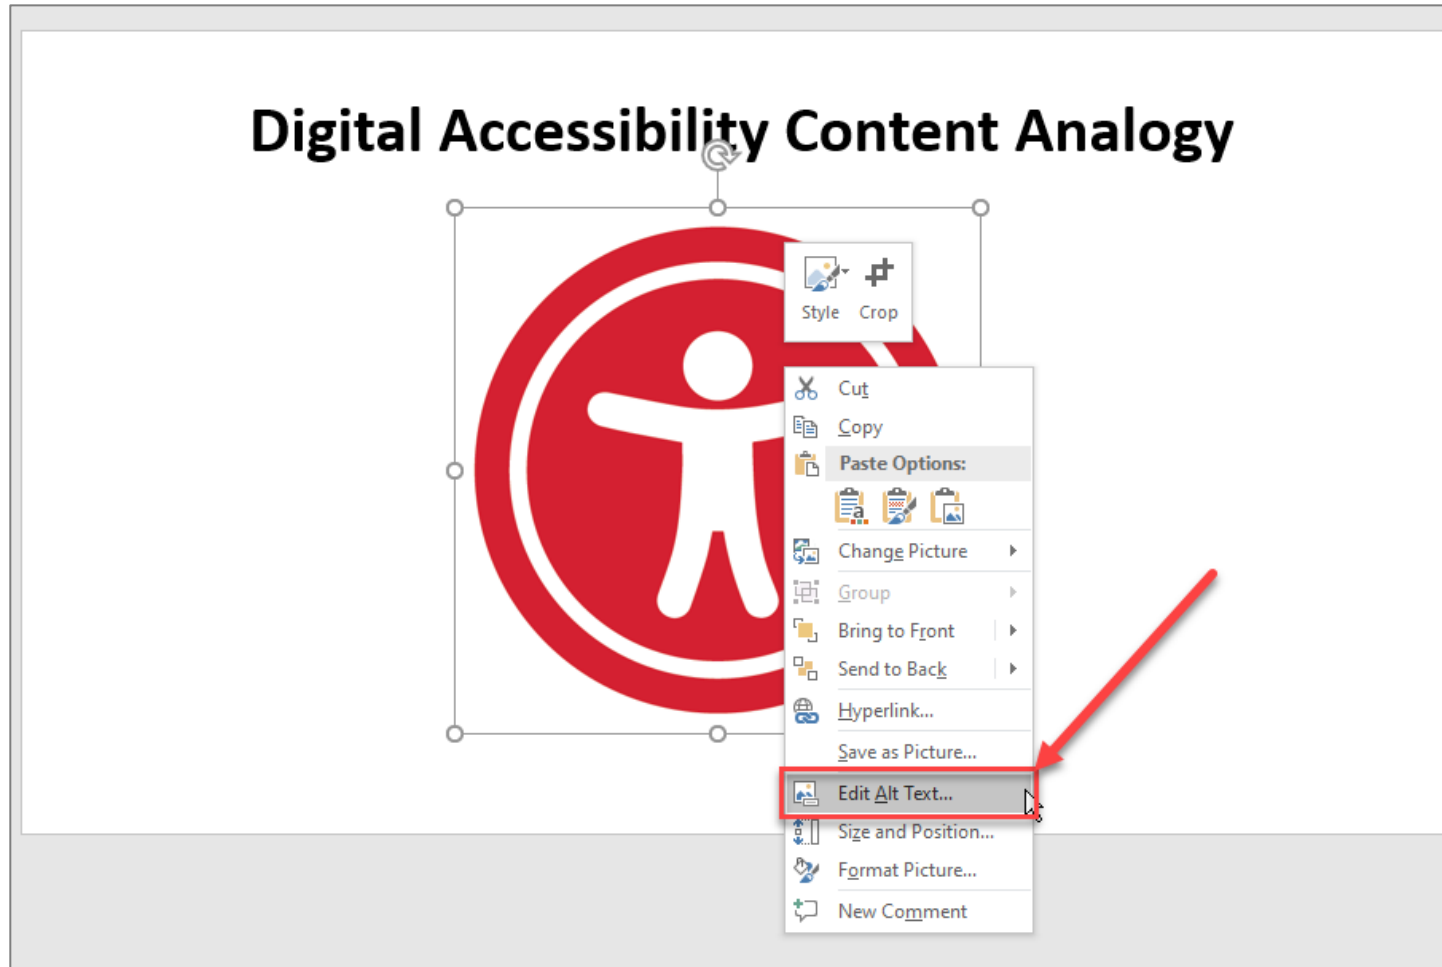 Digital Accessibility Content Analogy
Style Crop
Cut
Copy
Paste Options:
Change Picture
Group
Bring to Front
Send to Back
Hyperlink...
Save as Picture...
Edit Alt Text...
Size and Position...
Format Picture...
New Comment